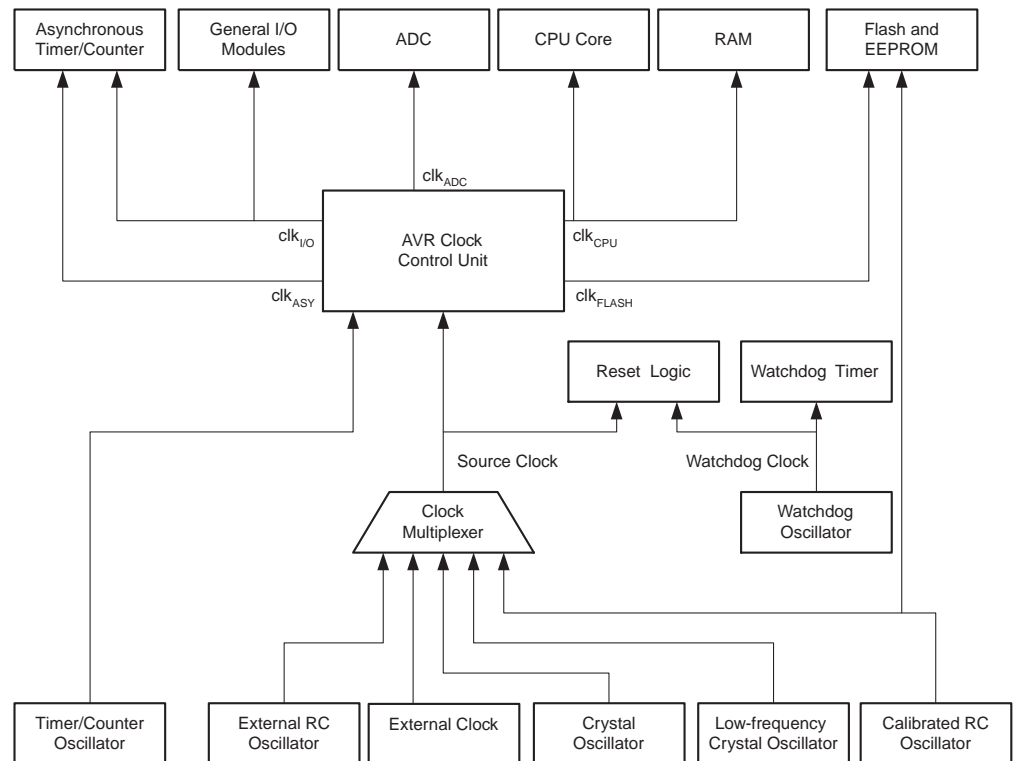 Asynchronous
Timer/Counter
General I/O
Modules
ADC
CPU Core
RAM
Flash and
EEPROM
clkADC
clkI/O
AVR Clock
Control Unit
clkCPU
clkASY
clkFLASH
Reset Logic
Watchdog Timer
Source Clock
Watchdog Clock
Clock
Multiplexer
Watchdog
Oscillator
Timer/Counter
Oscillator
External RC
Oscillator
External Clock
Crystal
Oscillator
Low-frequency
Crystal Oscillator
Calibrated RC
Oscillator